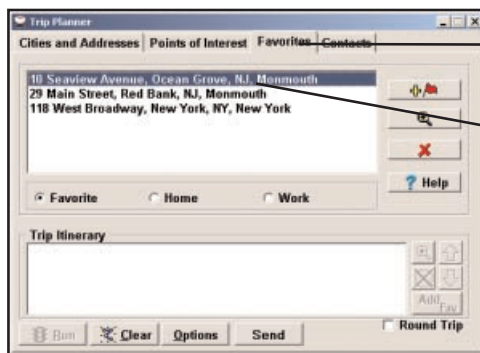 Trip Planner
Cities and Addresses Points of Interest Favorites Contacts
10 Seaview Avenue, Ocean Grove, NJ, Monmouth
29 Main Street, Red Bank, NJ, Monmouth
118 West Broadway, New York, NY, New York
Help
Favorite Home Work
Trip Itinerary
Add Fav
Run Clear Options Send Round Trip